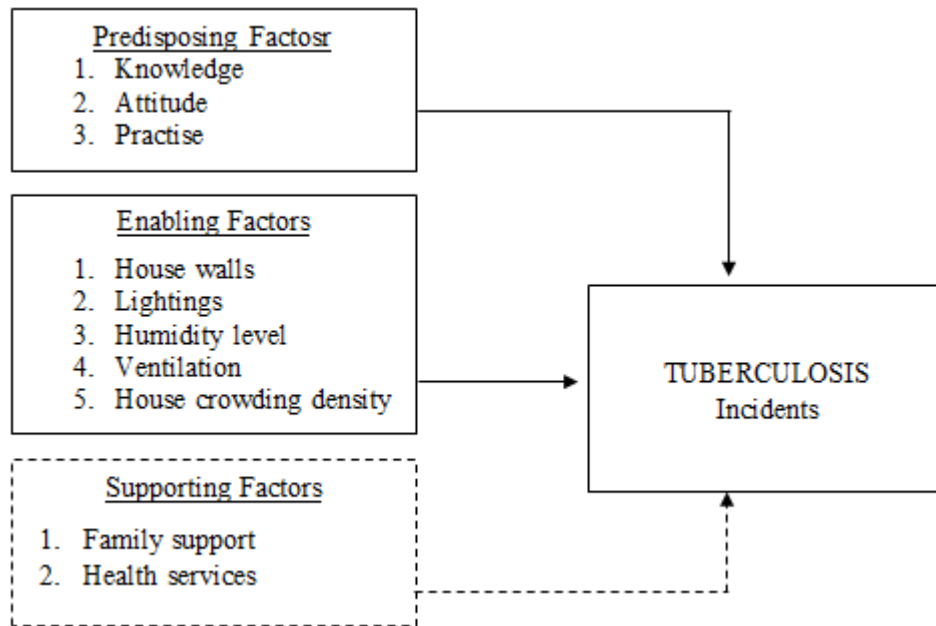 Predisposing Factosr
1. Knowledge
2. Attitude
3. Practise
Enabling Factors
1. House walls
2. Lightings
3. Humidity level
4. Ventilation
5. House crowding density
TUBERCULOSIS
Incidents
Supporting Factors
1. Family support
2. Health services